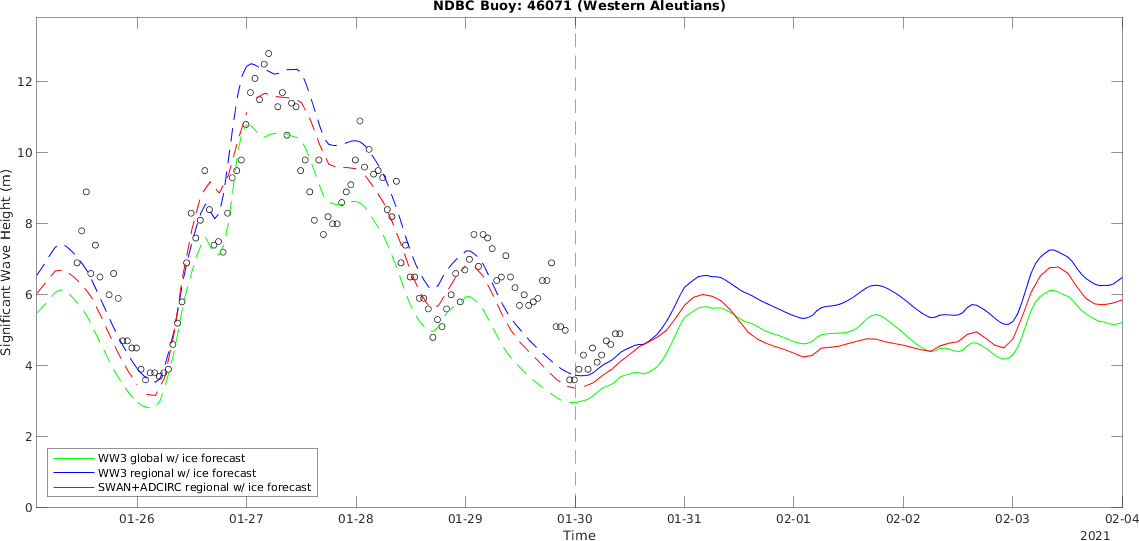 NDBC Buoy: 46071 (Western Aleutians)
Significant Wave Height (m)
12
10
8
6
4
2
0
WW3 global w/ ice forecast
WW3 regional w/ ice forecast
SWAN+ADCIRC regional w/ ice forecast
01-26 01-27 01-28 01-29 01-30 01-31 02-01 02-02 02-03 02-04
Time
2021